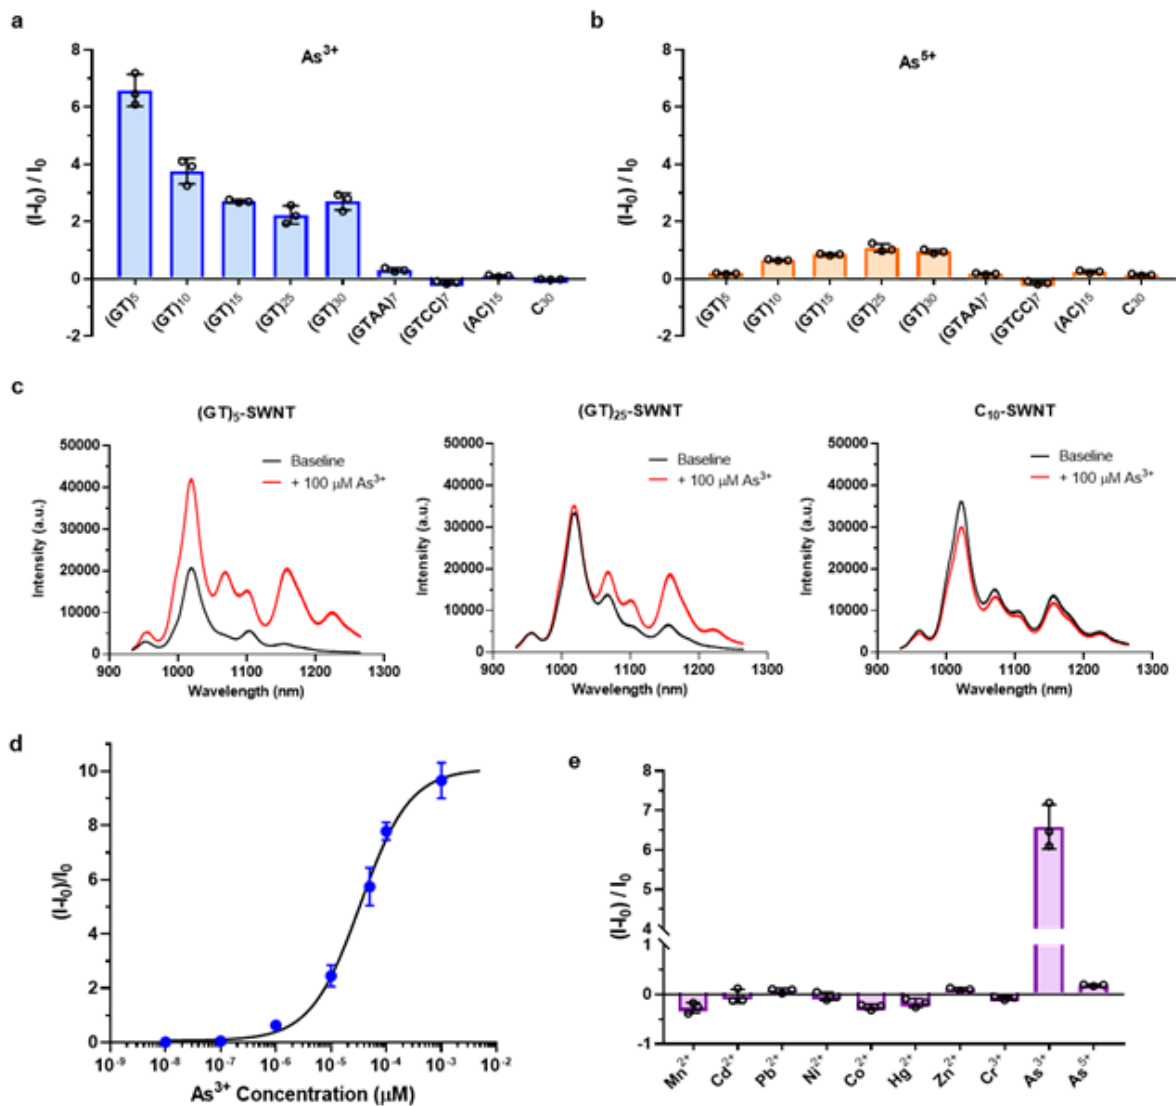 a
As³⁺
(I-I₀) / I₀
8
6
4
2
0
-2
(GT)₅
(GT)₁₀
(GT)₁₅
(GT)₂₅
(GT)₃₀
(GTAA)₇
(GTCC)₇
(AC)₁₅
C₃₀
b
As⁵⁺
(I-I₀) / I₀
8
6
4
2
0
-2
(GT)₅
(GT)₁₀
(GT)₁₅
(GT)₂₅
(GT)₃₀
(GTAA)₇
(GTCC)₇
(AC)₁₅
C₃₀
c
(GT)₅-SWNT
Baseline
+ 100 μM As³⁺
Intensity (a.u.)
50000
40000
30000
20000
10000
0
900 1000 1100 1200 1300
Wavelength (nm)
(GT)₂₅-SWNT
Baseline
+ 100 μM As³⁺
Intensity (a.u.)
50000
40000
30000
20000
10000
0
900 1000 1100 1200 1300
Wavelength (nm)
C₁₀-SWNT
Baseline
+ 100 μM As³⁺
Intensity (a.u.)
50000
40000
30000
20000
10000
0
900 1000 1100 1200 1300
Wavelength (nm)
d
(I-I₀)/I₀
10
8
6
4
2
0
10⁻⁹ 10⁻⁸ 10⁻⁷ 10⁻⁶ 10⁻⁵ 10⁻⁴ 10⁻³ 10⁻²
As³⁺ Concentration (μM)
e
(I-I₀) / I₀
8
7
6
5
4
1
0
-1
Mn²⁺
Cd²⁺
Pb²⁺
Ni²⁺
Co²⁺
Hg²⁺
Zn²⁺
Cr³⁺
As³⁺
As⁵⁺